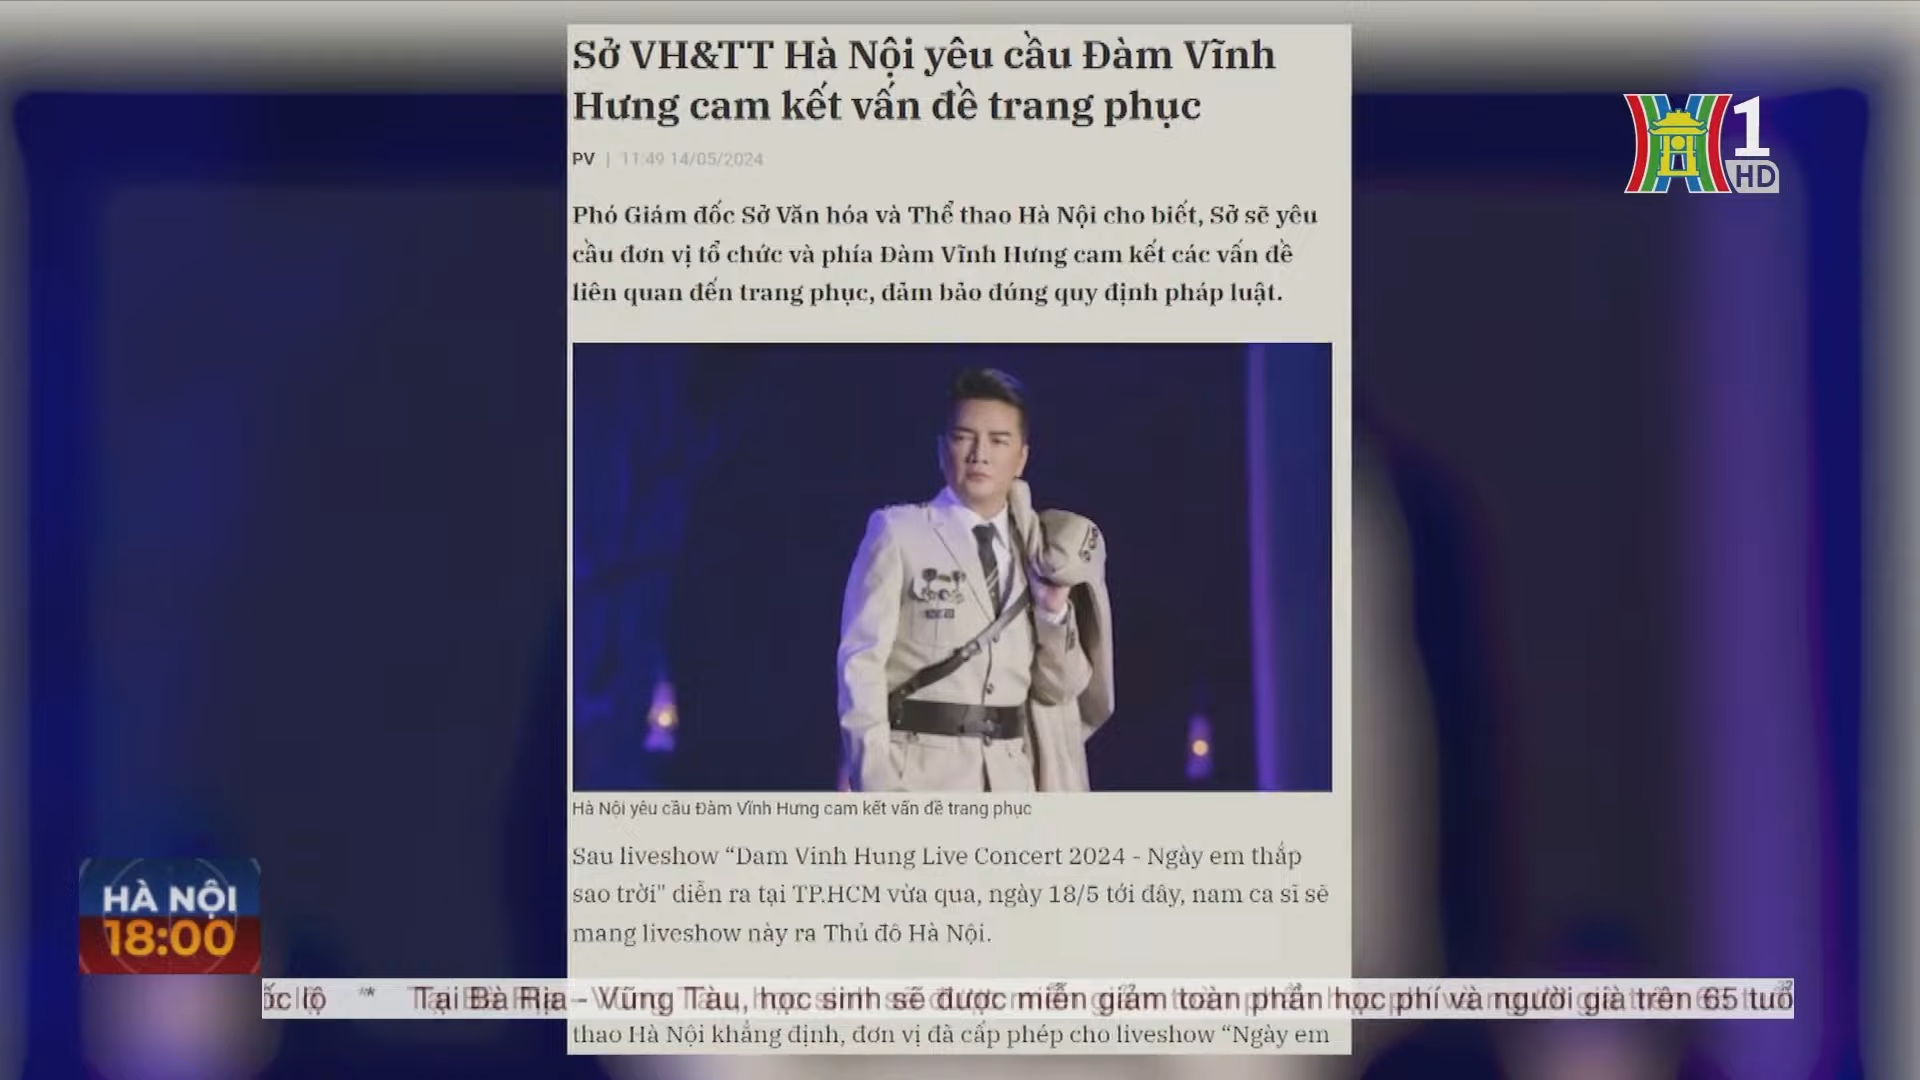 Sở VH&TT Hà Nội yêu cầu Đàm Vĩnh
Hưng cam kết vấn đề trang phục
PV | 11:49 14/05/2024
Phó Giám đốc Sở Văn hóa và Thể thao Hà Nội cho biết, Sở sẽ yêu
cầu đơn vị tổ chức và phía Đàm Vĩnh Hưng cam kết các vấn đề
liên quan đến trang phục, đảm bảo đúng quy định pháp luật.
1
HD
Hà Nội yêu cầu Đàm Vĩnh Hưng cam kết vấn đề trang phục
Sau liveshow “Dam Vinh Hung Live Concert 2024 - Ngày em thắp
sao trời" diễn ra tại TP.HCM vừa qua, ngày 18/5 tới đây, nam ca sĩ sẽ
mang liveshow này ra Thủ đô Hà Nội.
HÀ NỘI
18:00
ốc lộ ** Tại Bà Rịa – Vũng Tàu, học sinh sẽ được miễn giảm toàn phần học phí và người già trên 65 tuổ
thao Hà Nội khẳng định, đơn vị đã cấp phép cho liveshow “Ngày em